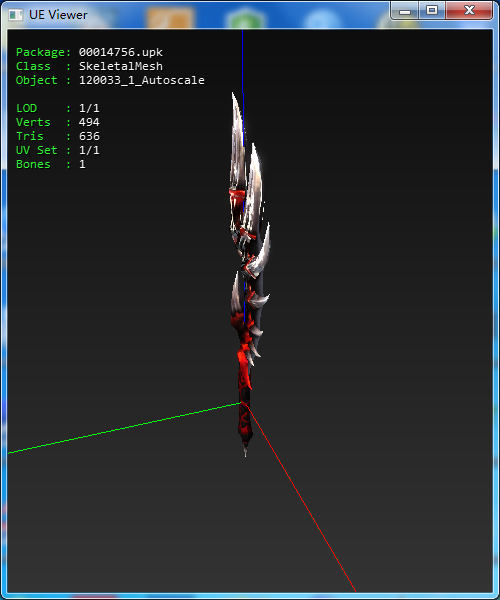 UE Viewer
Package: 00014756.upk
Class  : SkeletalMesh
Object : 120033_1_Autoscale
LOD    : 1/1
Verts  : 494
Tris   : 636
UV Set : 1/1
Bones  : 1